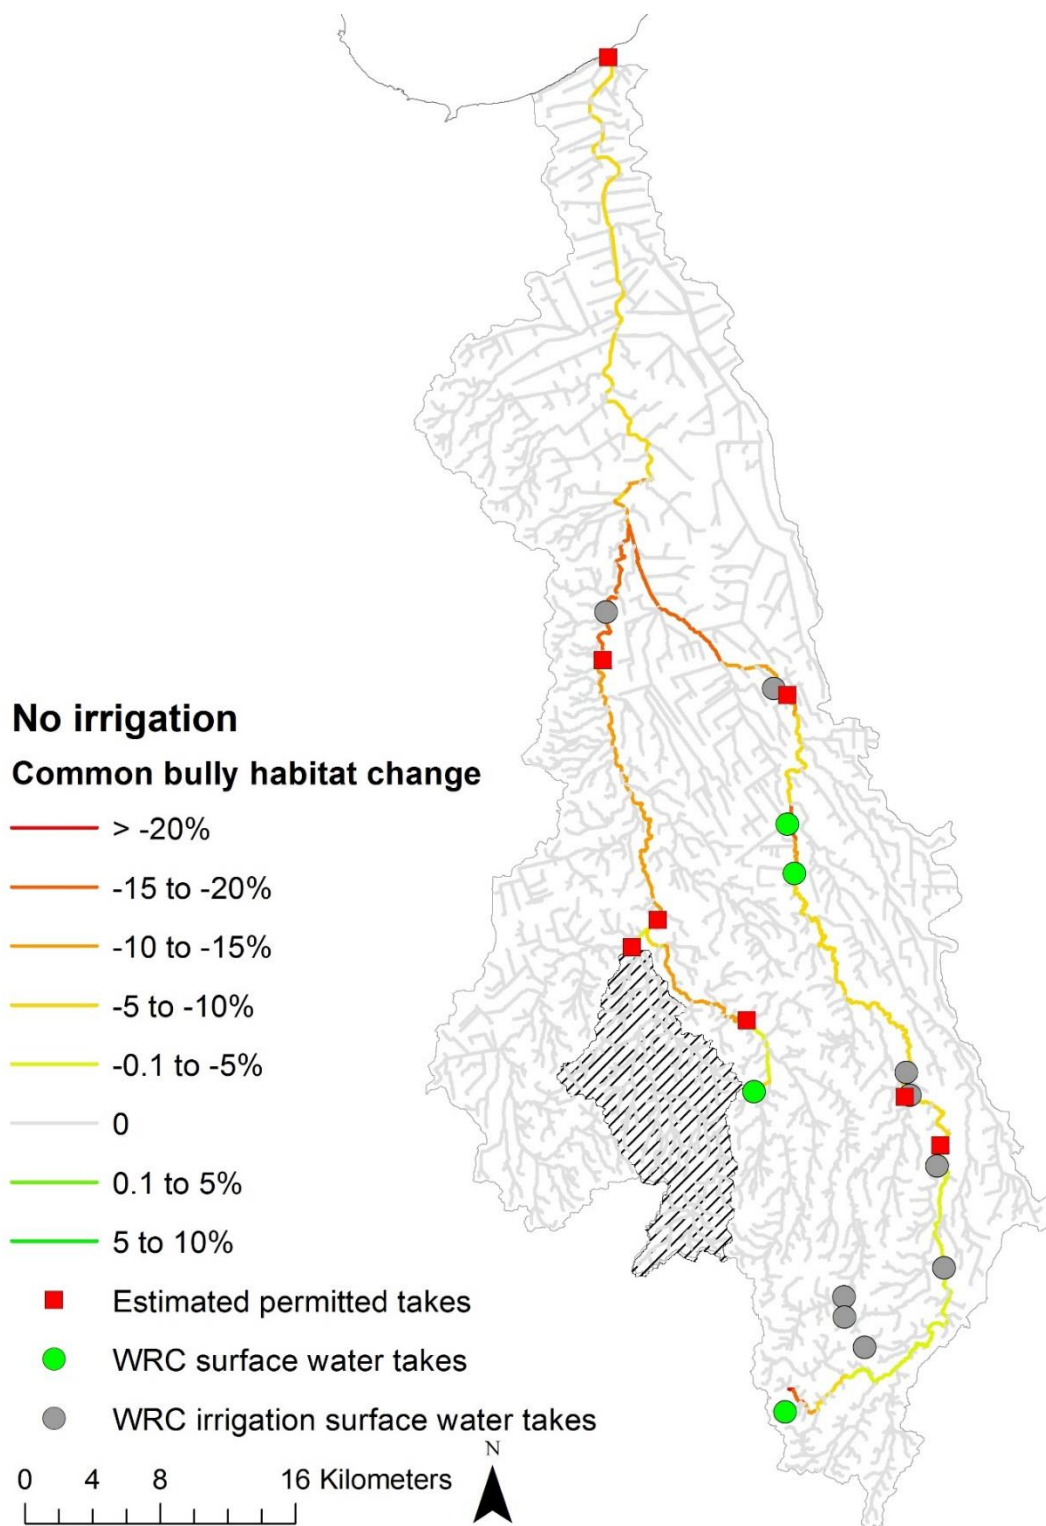 No irrigation
Common bully habitat change
> -20%
-15 to -20%
-10 to -15%
-5 to -10%
-0.1 to -5%
0
0.1 to 5%
5 to 10%
Estimated permitted takes
WRC surface water takes
WRC irrigation surface water takes
0 4 8 16 Kilometers
N